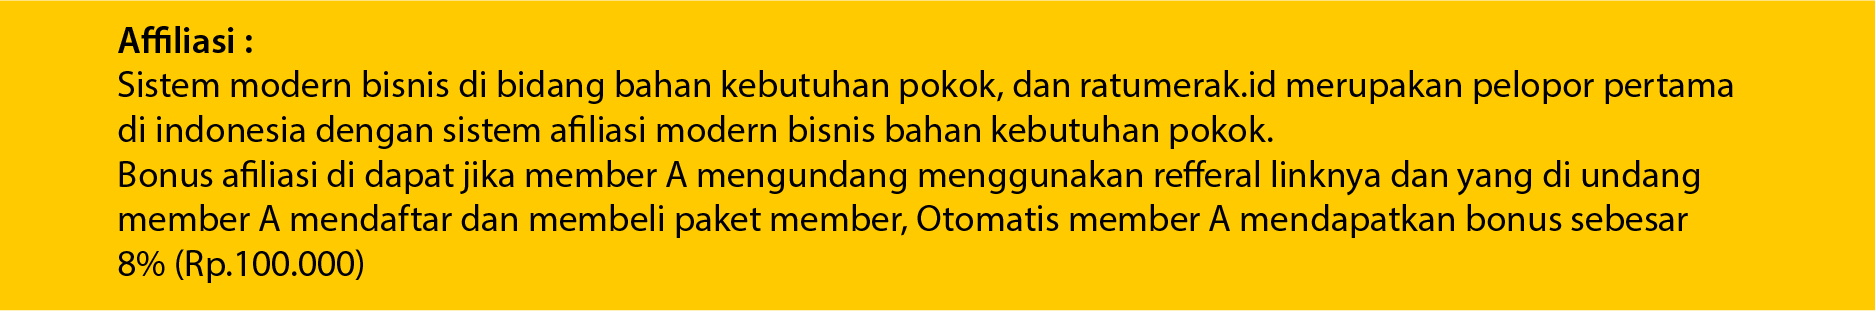 Affiliasi :
Sistem modern bisnis di bidang bahan kebutuhan pokok, dan ratumerak.id merupakan pelopor pertama
di indonesia dengan sistem afiliasi modern bisnis bahan kebutuhan pokok.
Bonus afiliasi di dapat jika member A mengundang menggunakan refferal linknya dan yang di undang
member A mendaftar dan membeli paket member, Otomatis member A mendapatkan bonus sebesar
8% (Rp.100.000)